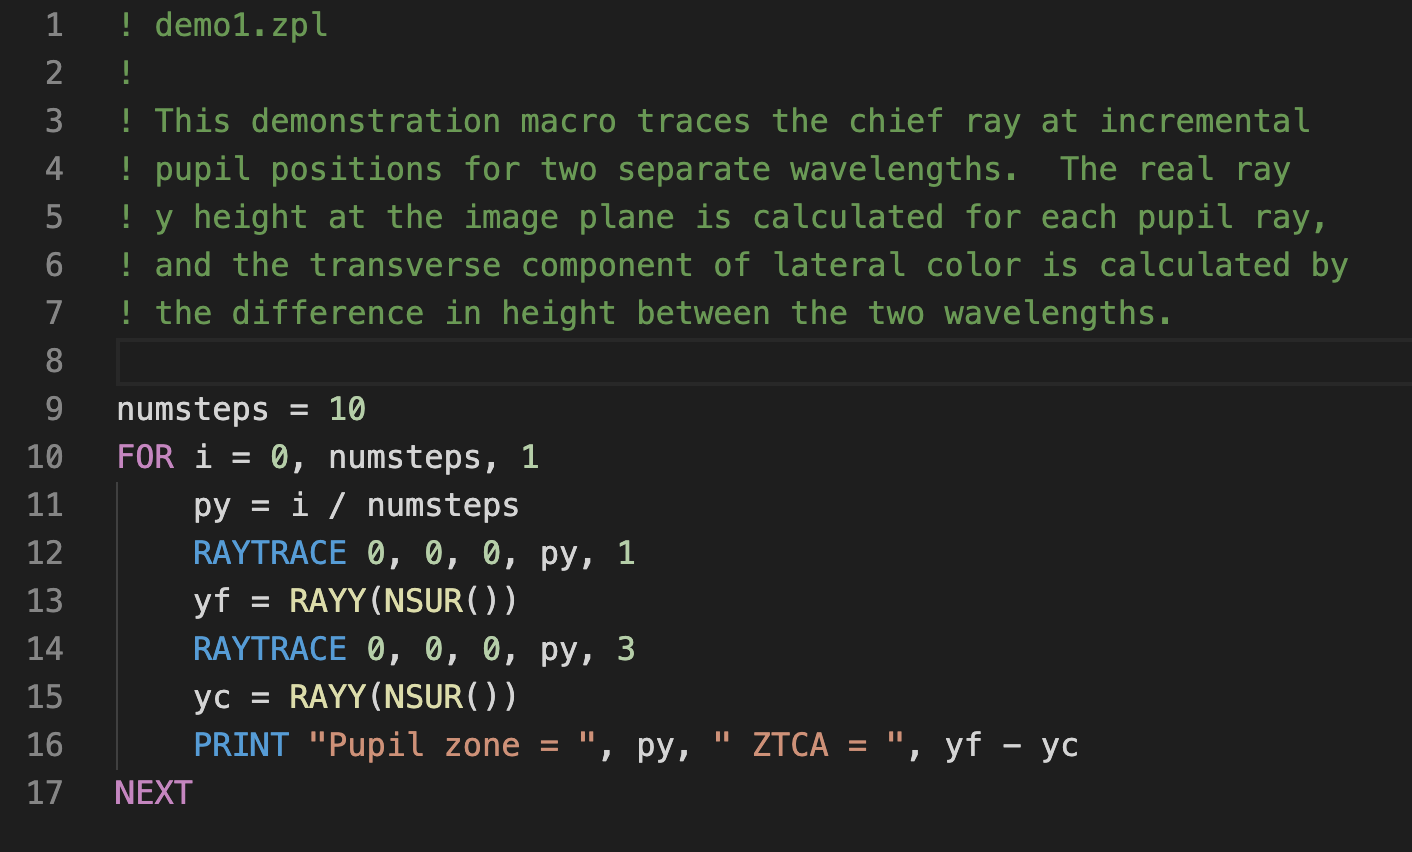 1 ! demo1.zpl
2 !
3 ! This demonstration macro traces the chief ray at incremental
4 ! pupil positions for two separate wavelengths.  The real ray
5 ! y height at the image plane is calculated for each pupil ray,
6 ! and the transverse component of lateral color is calculated by
7 ! the difference in height between the two wavelengths.
8
9 numsteps = 10
10 FOR i = 0, numsteps, 1
11     py = i / numsteps
12     RAYTRACE 0, 0, 0, py, 1
13     yf = RAYY(NSUR())
14     RAYTRACE 0, 0, 0, py, 3
15     yc = RAYY(NSUR())
16     PRINT "Pupil zone = ", py, " ZTCA = ", yf - yc
17 NEXT